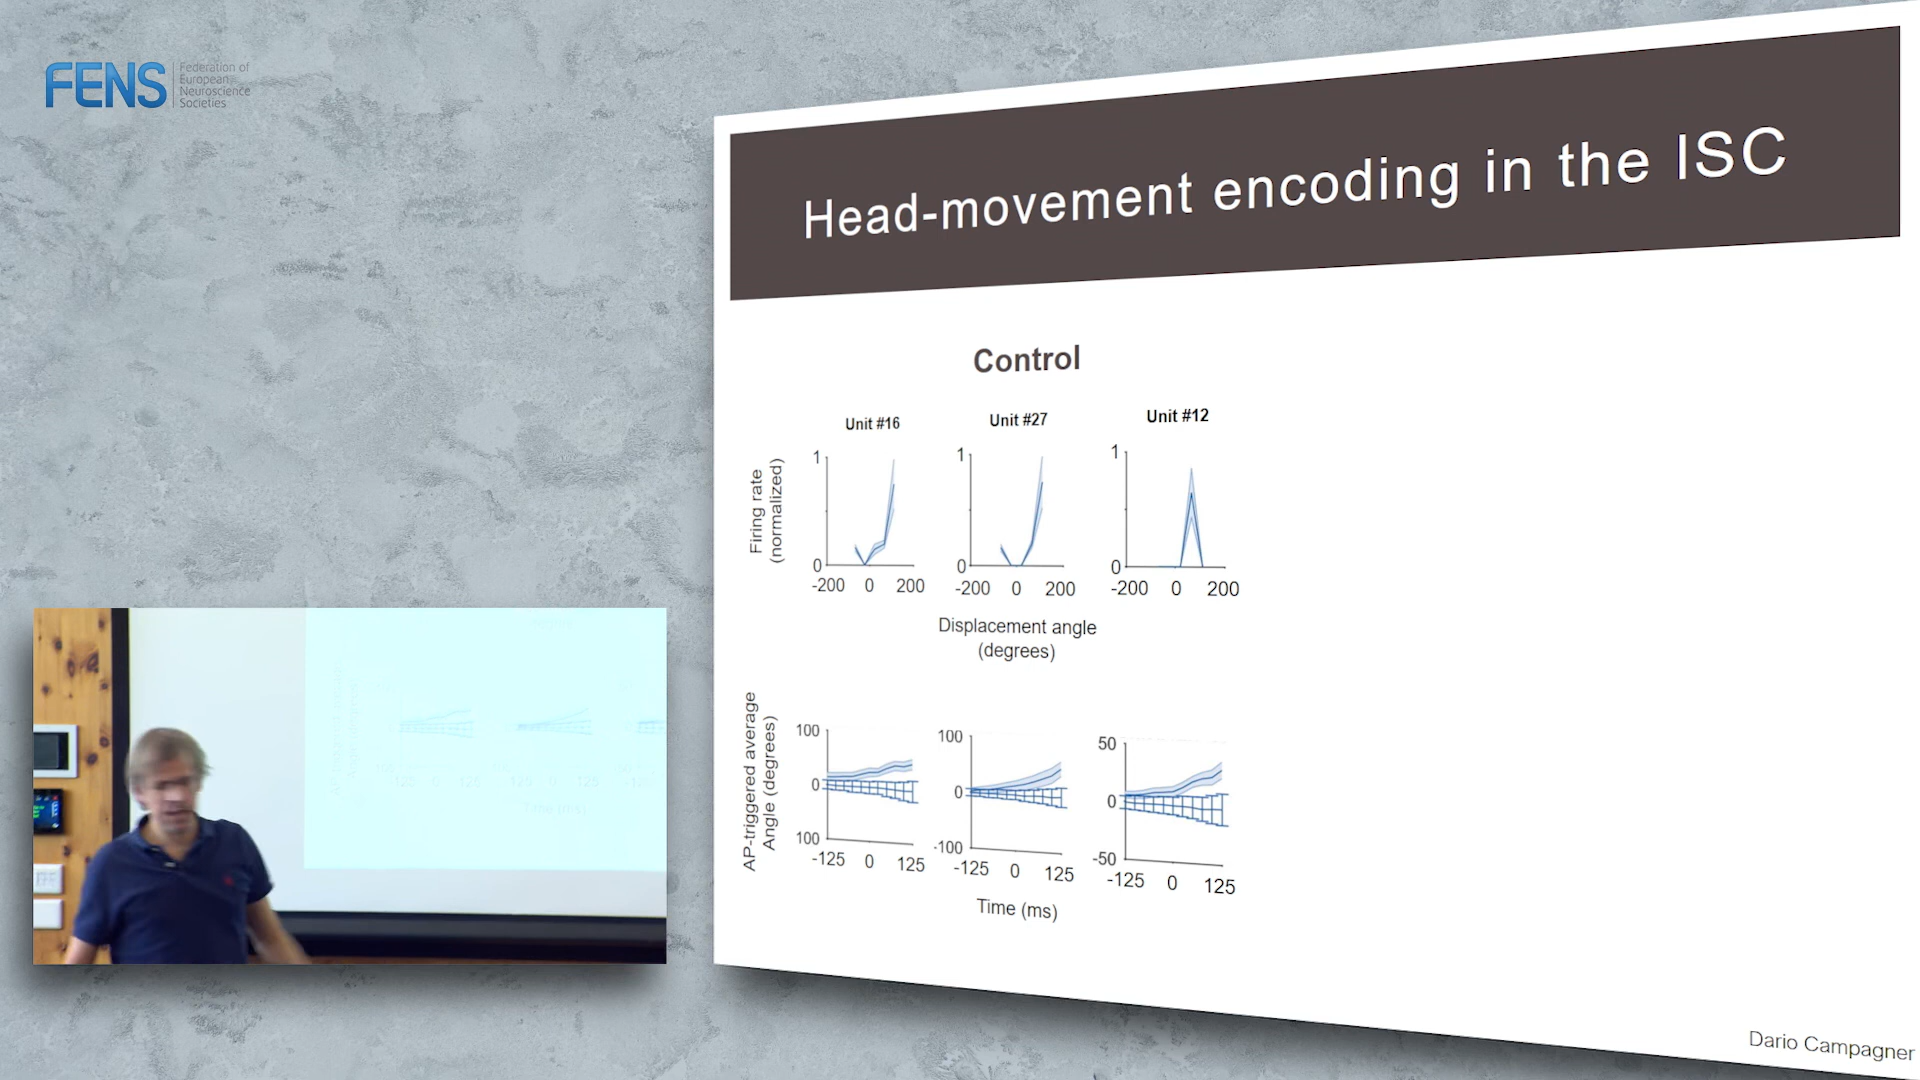 FENS
Federation of
European
Neuroscience
Societies
Head-movement encoding in the ISC
Control
Unit #16
Unit #27
Unit #12
Firing rate
(normalized)
1
0
-200 0 200
1
0
-200 0 200
1
0
-200 0 200
Displacement angle
(degrees)
AP-triggered average
Angle (degrees)
100
0
100
-125 0 125
100
0
-100
-125 0 125
50
0
-50
-125 0 125
Time (ms)
Dario Campagner